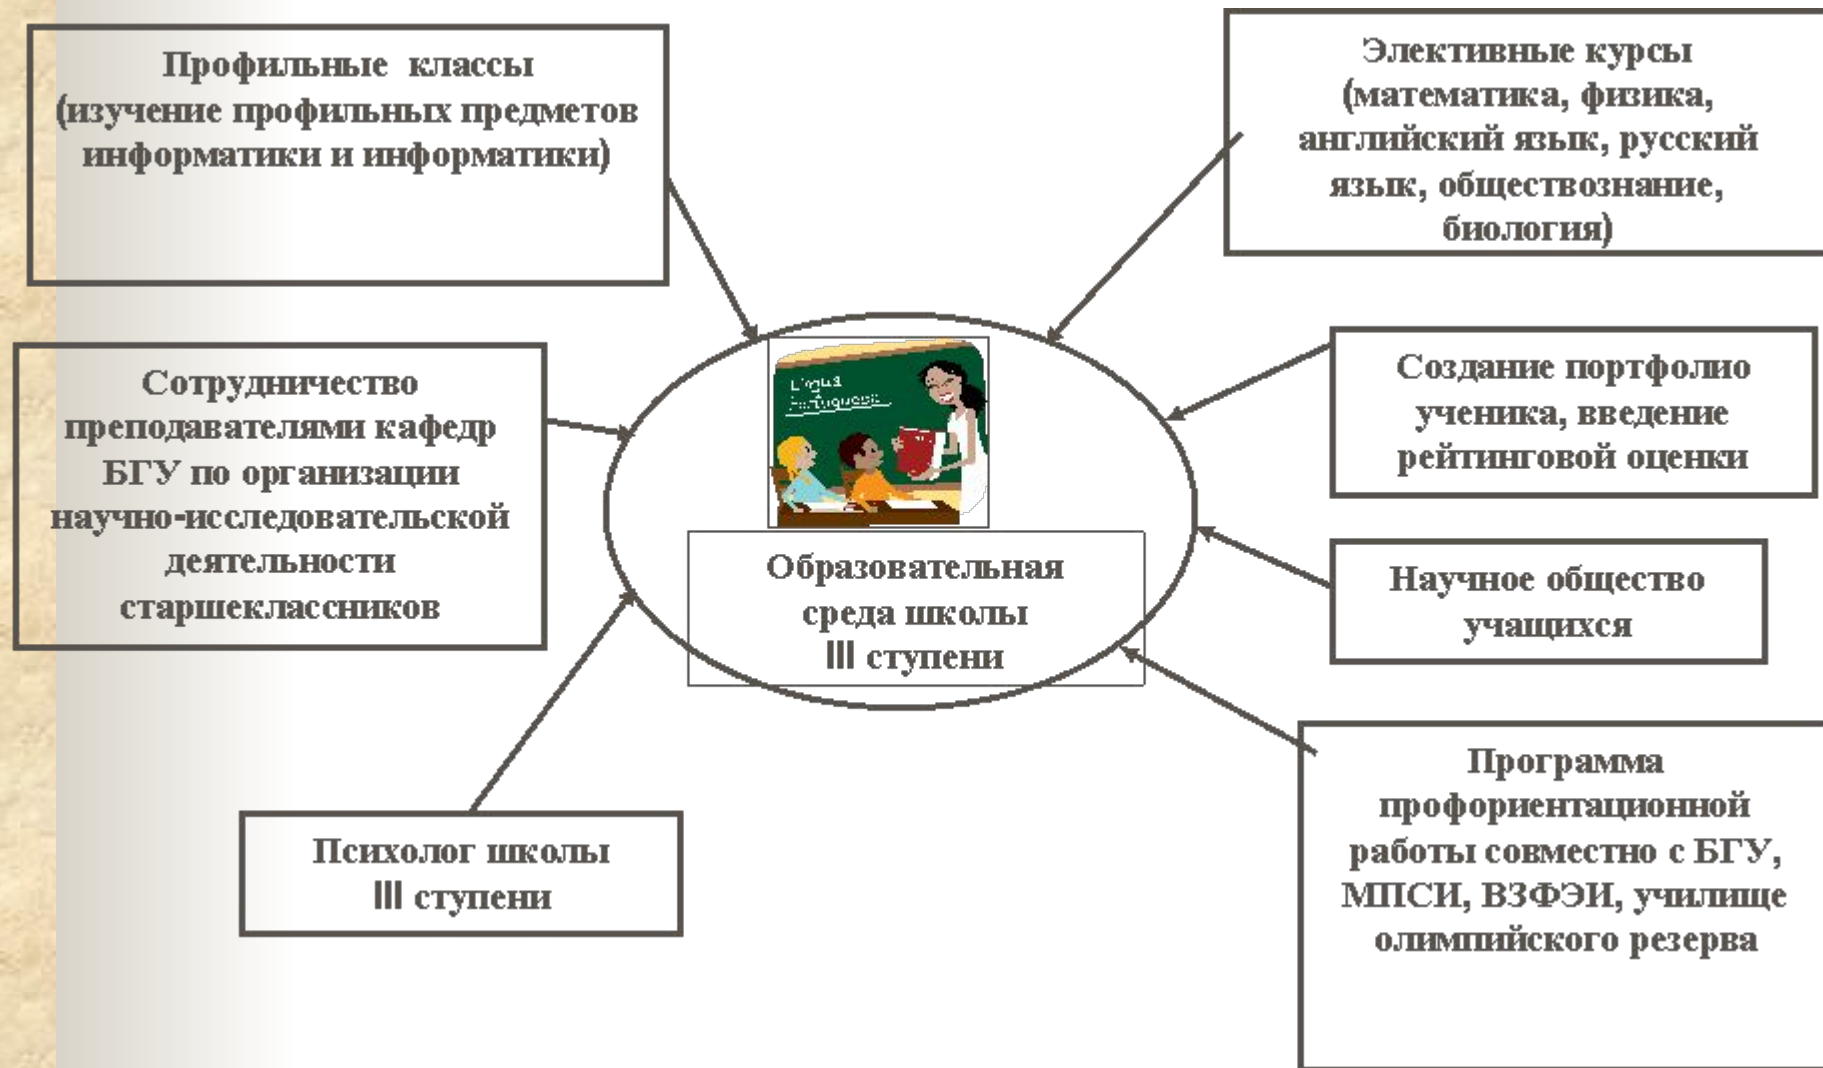 Профильные классы
(изучение профильных предметов
информатики и информатики)
Элективные курсы
(математика, физика,
английский язык, русский
язык, обществознание,
биология)
Сотрудничество
преподавателями кафедр
БГУ по организации
научно-исследовательской
деятельности
старшеклассников
Lingua
Portuguesa
Образовательная
среда школы
III ступени
Создание портфолио
ученика, введение
рейтинговой оценки
Научное общество
учащихся
Психолог школы
III ступени
Программа
профориентационной
работы совместно с БГУ,
МПСИ, ВЗФЭИ, училище
олимпийского резерва